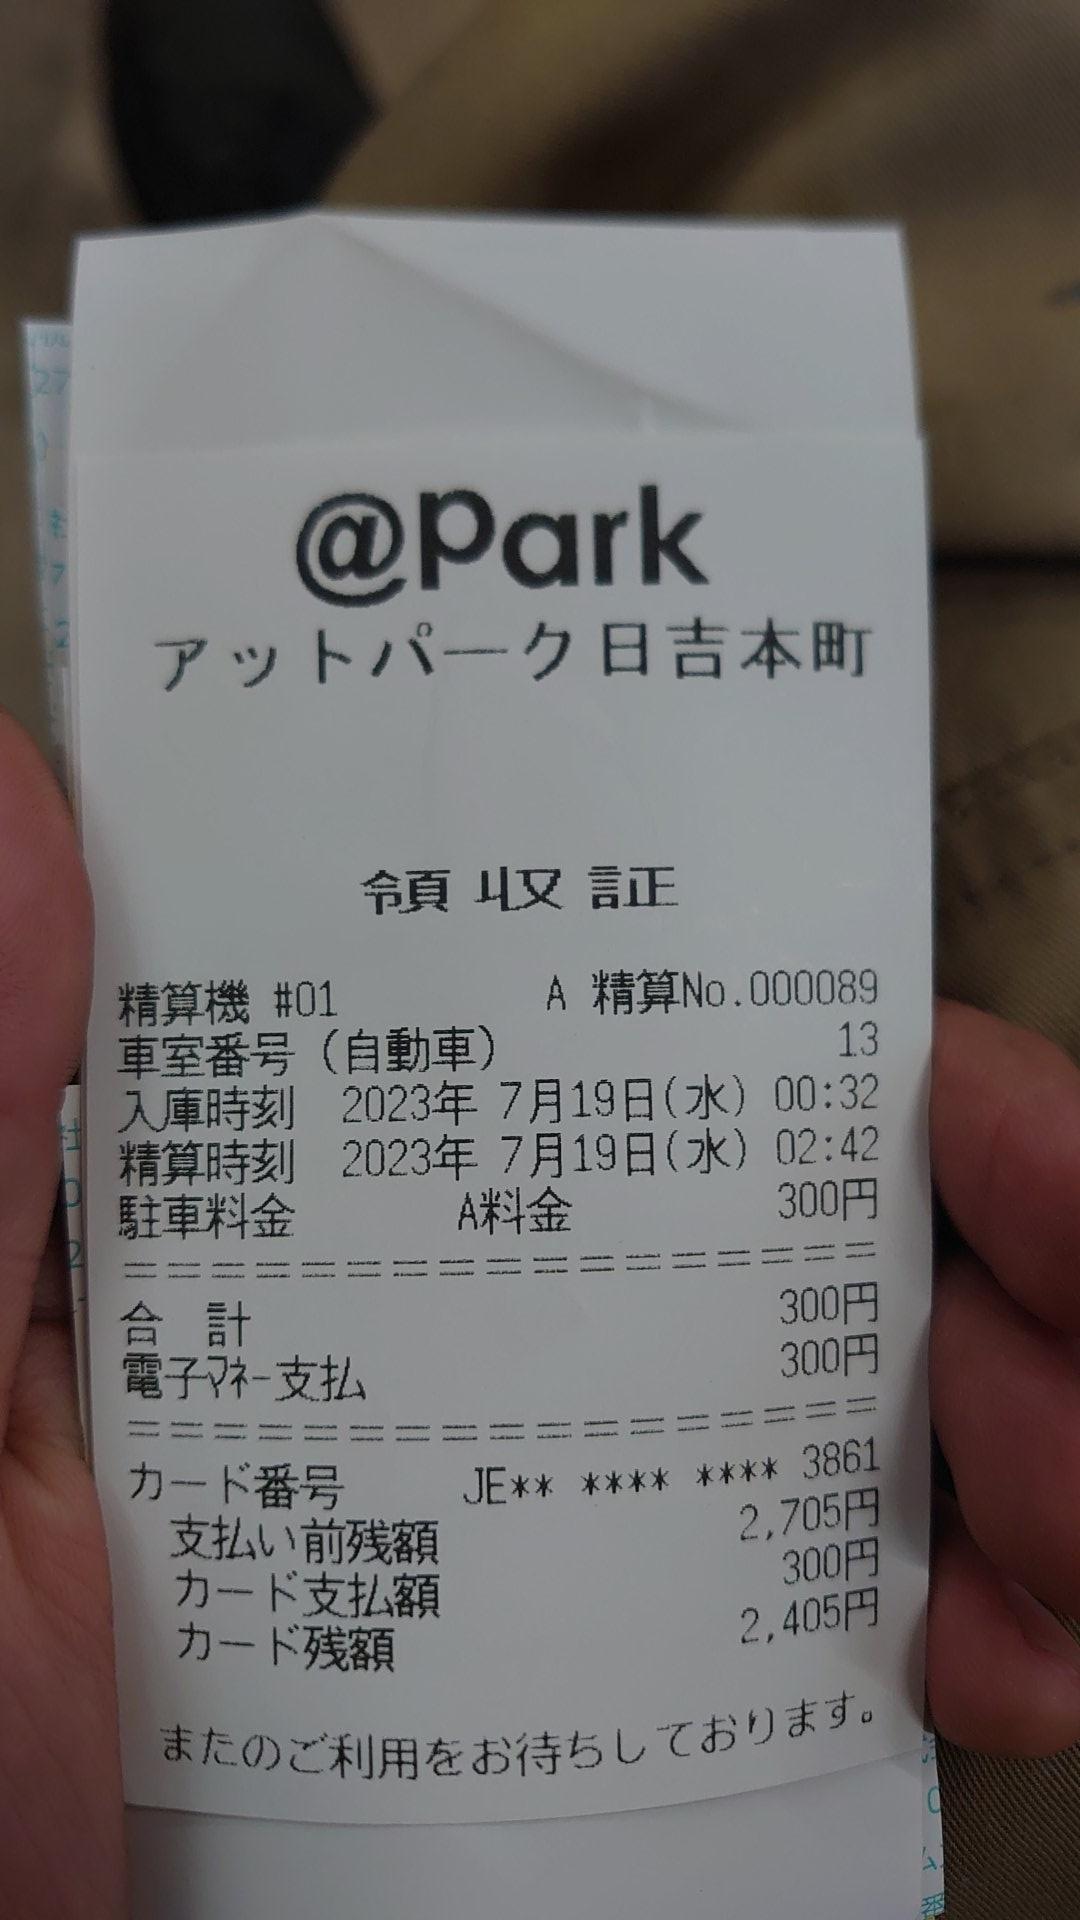 @Park
アットパーク日吉本町
領収証
精算機 #01 A 精算No.000089
車室番号（自動車） 13
入庫時刻 2023年 7月19日(水) 00:32
精算時刻 2023年 7月19日(水) 02:42
駐車料金 A料金 300円
==================
合 計 300円
電子マネー支払 300円
==================
カード番号 JE** **** **** 3861
支払い前残額 2,705円
カード支払額 300円
カード残額 2,405円
またのご利用をお待ちしております。